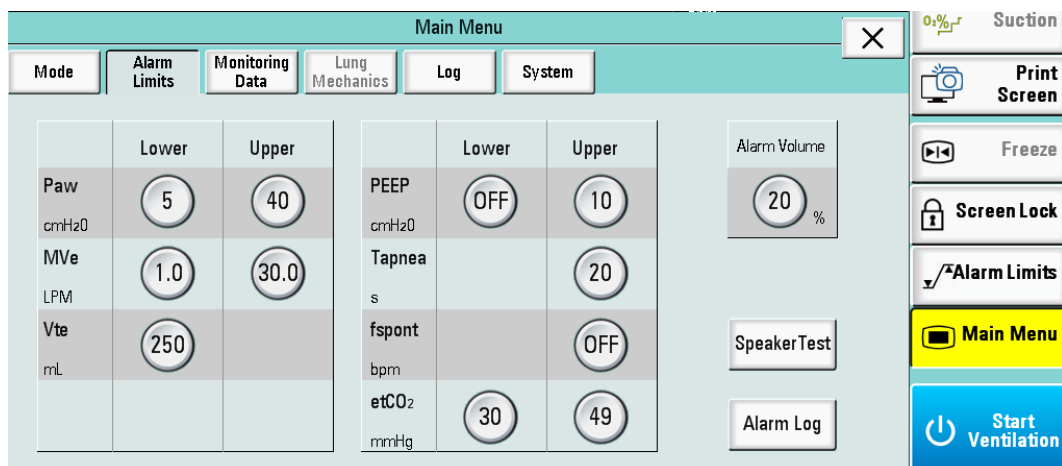 Main Menu
Mode
Alarm
Limits
Monitoring
Data
Lung
Mechanics
Log
System
Lower Upper
Paw 5 40
cmH20
MVe 1.0 30.0
LPM
Vte 250
mL
Lower Upper
PEEP OFF 10
cmH20
Tapnea 20
s
fspont OFF
bpm
etCO₂ 30 49
mmHg
Alarm Volume
20 %
SpeakerTest
Alarm Log
O₂% Suction
Print
Screen
Freeze
Screen Lock
Alarm Limits
Main Menu
Start
Ventilation